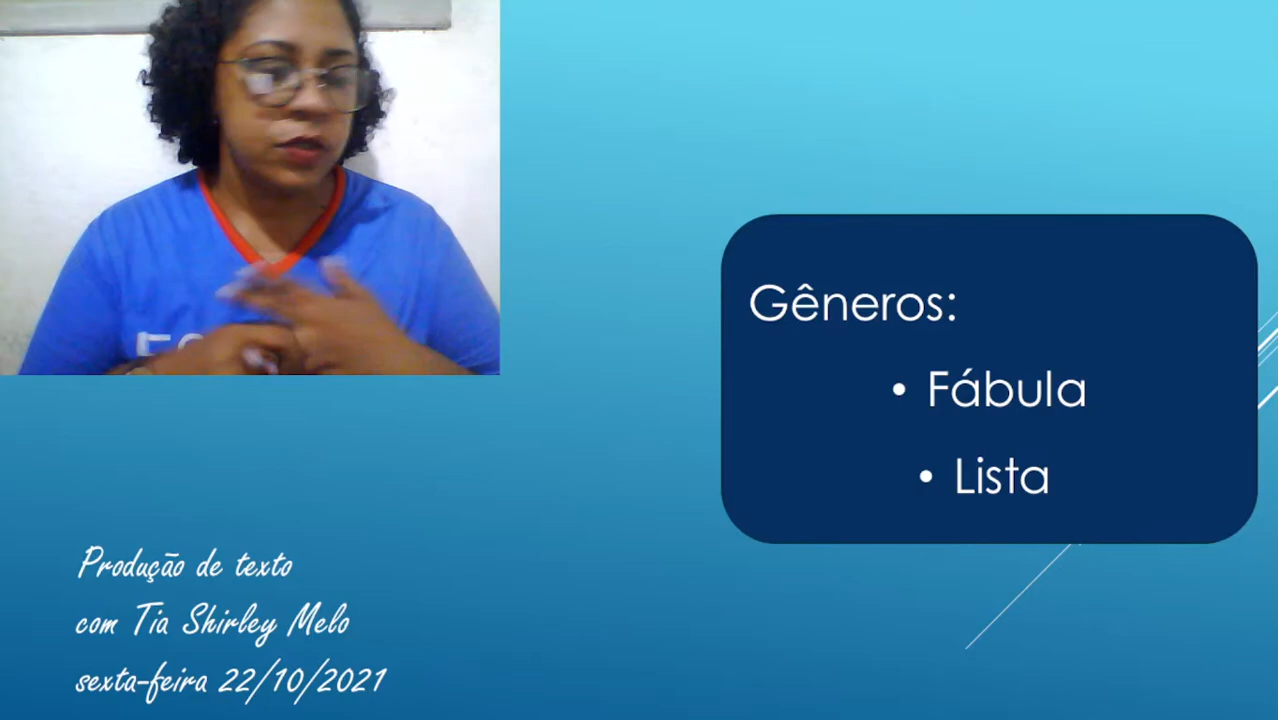 Gêneros:
• Fábula
• Lista
Produção de texto
com Tia Shirley Melo
sexta-feira 22/10/2021